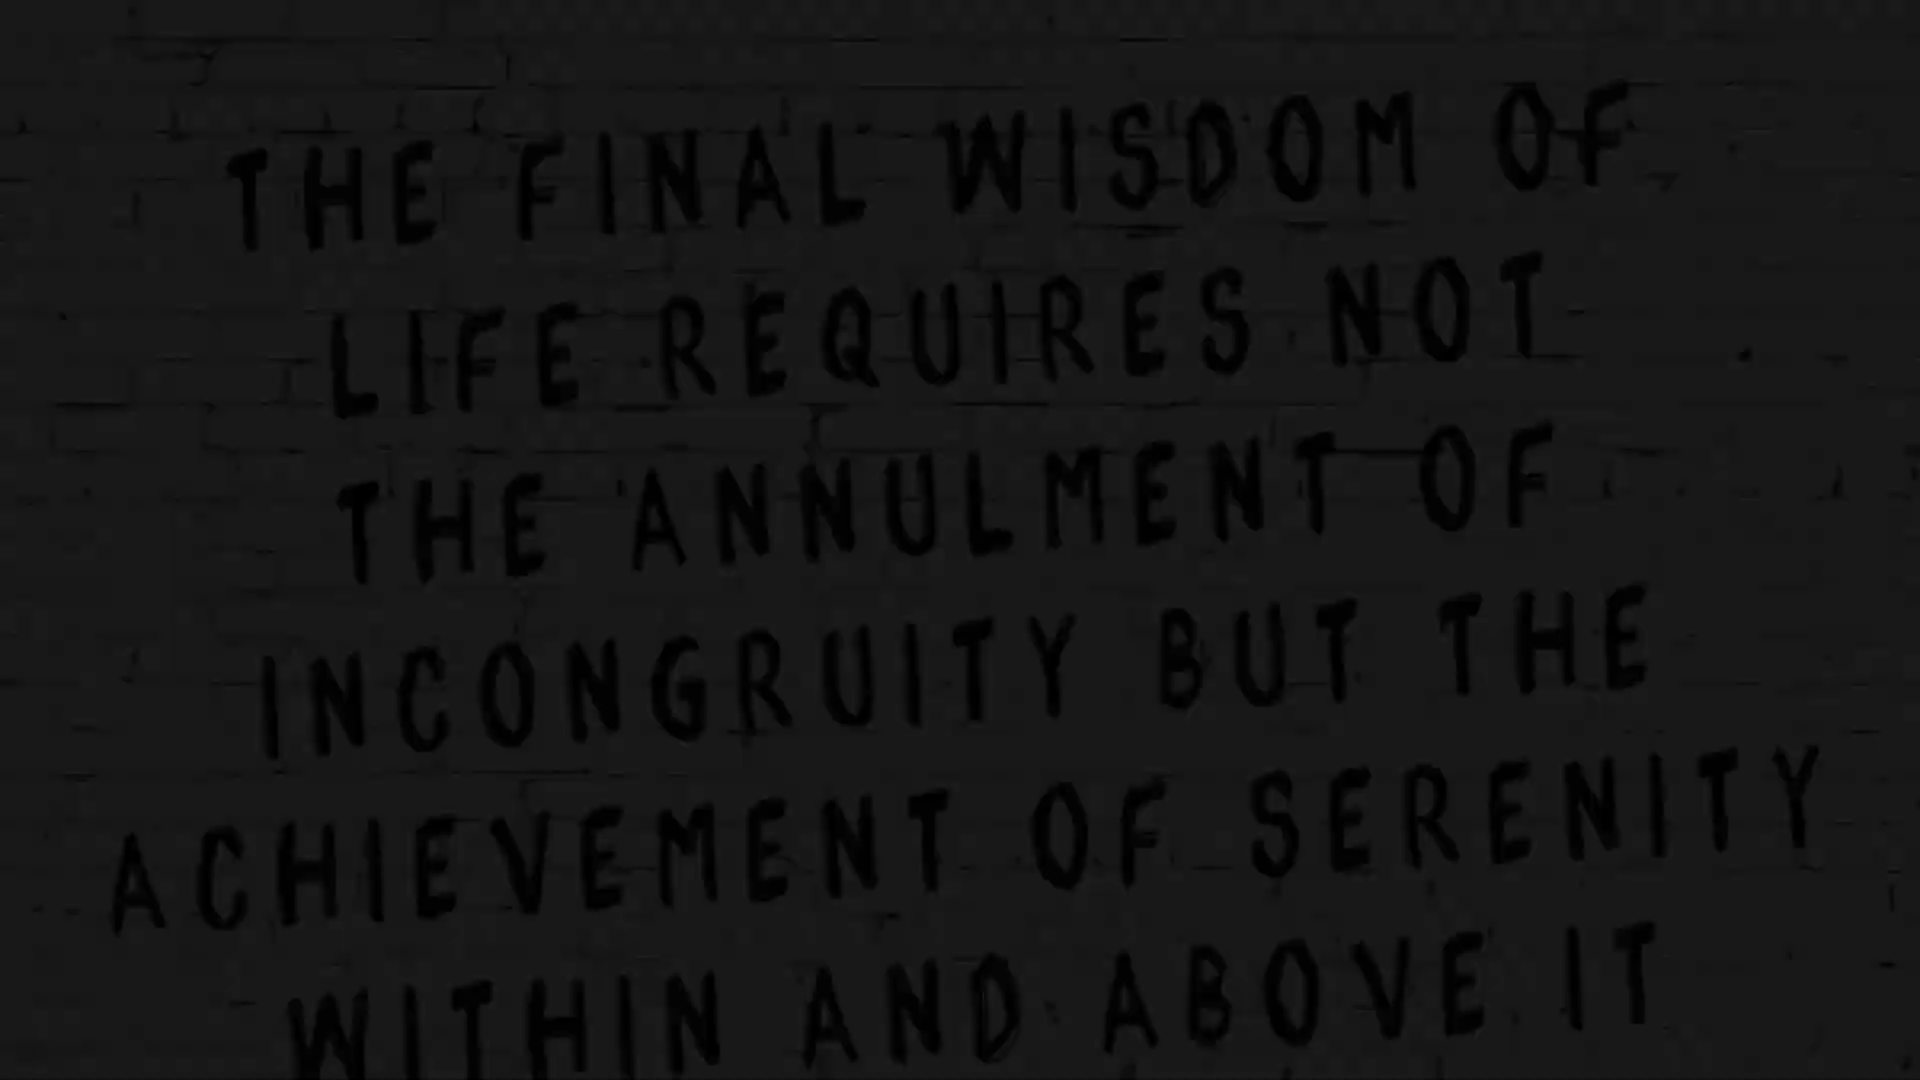 THE FINAL WISDOM OF
LIFE REQUIRES NOT
THE ANNULMENT OF
INCONGRUITY BUT THE
ACHIEVEMENT OF SERENITY
WITHIN AND ABOVE IT